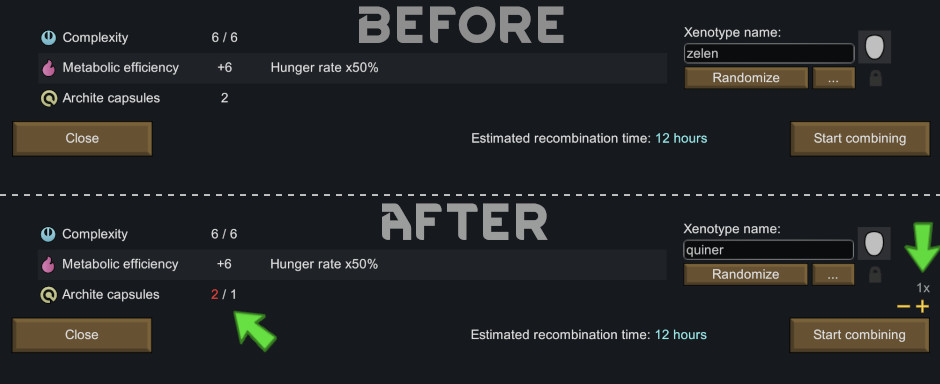 BEFORE
Complexity 6 / 6
Xenotype name:
zelen
Metabolic efficiency +6 Hunger rate x50%
Randomize ...
Archite capsules 2
Close
Estimated recombination time: 12 hours
Start combining
AFTER
Complexity 6 / 6
Xenotype name:
quiner
Metabolic efficiency +6 Hunger rate x50%
Randomize ...
1x
Archite capsules 2 / 1
− +
Close
Estimated recombination time: 12 hours
Start combining